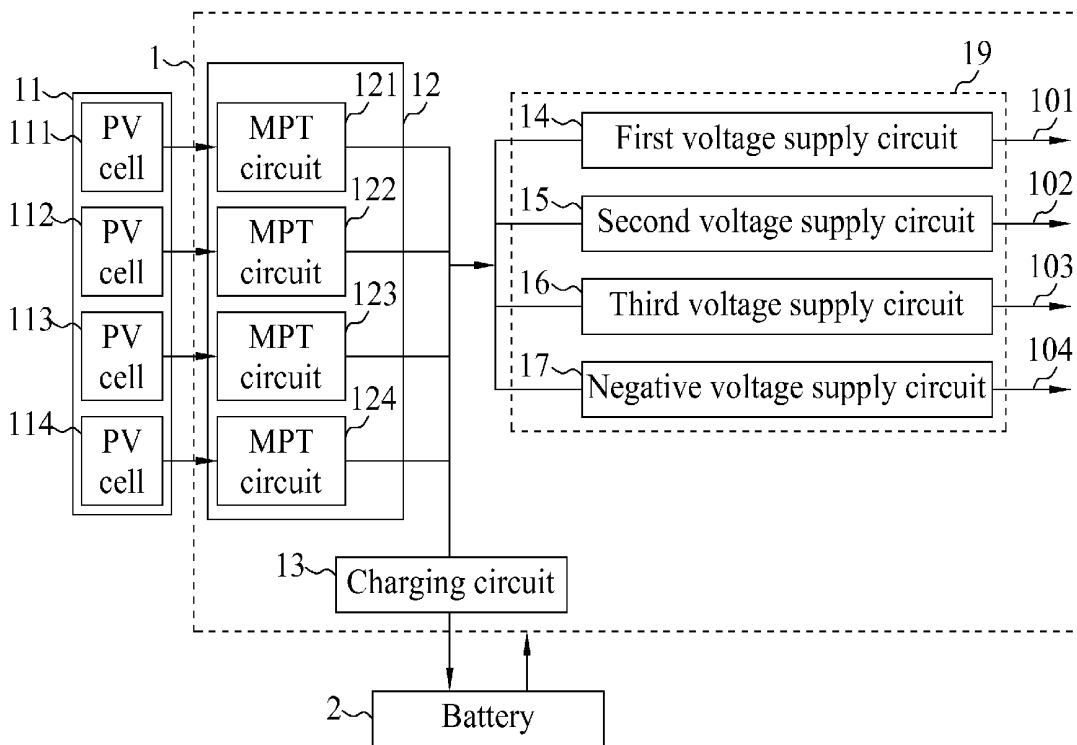 1
11
111
PV
cell
112
PV
cell
113
PV
cell
114
PV
cell
12
121
MPT
circuit
122
MPT
circuit
123
MPT
circuit
124
MPT
circuit
19
14
First voltage supply circuit
101
15
Second voltage supply circuit
102
16
Third voltage supply circuit
103
17
Negative voltage supply circuit
104
13
Charging circuit
2
Battery